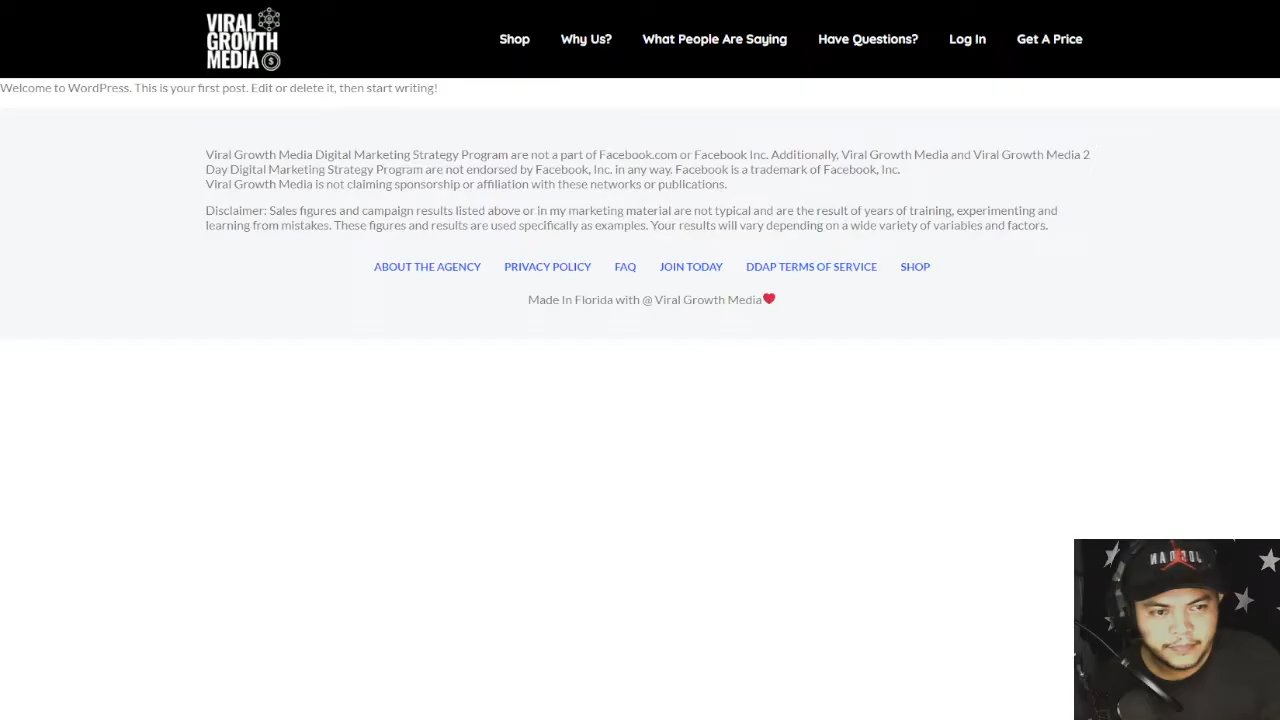 VIRAL
GROWTH
MEDIA
Shop Why Us? What People Are Saying Have Questions? Log In Get A Price
Welcome to WordPress. This is your first post. Edit or delete it, then start writing!
Viral Growth Media Digital Marketing Strategy Program are not a part of Facebook.com or Facebook Inc. Additionally, Viral Growth Media and Viral Growth Media 2
Day Digital Marketing Strategy Program are not endorsed by Facebook, Inc. in any way. Facebook is a trademark of Facebook, Inc.
Viral Growth Media is not claiming sponsorship or affiliation with these networks or publications.
Disclaimer: Sales figures and campaign results listed above or in my marketing material are not typical and are the result of years of training, experimenting and
learning from mistakes. These figures and results are used specifically as examples. Your results will vary depending on a wide variety of variables and factors.
ABOUT THE AGENCY PRIVACY POLICY FAQ JOIN TODAY DDAP TERMS OF SERVICE SHOP
Made In Florida with @ Viral Growth Media❤